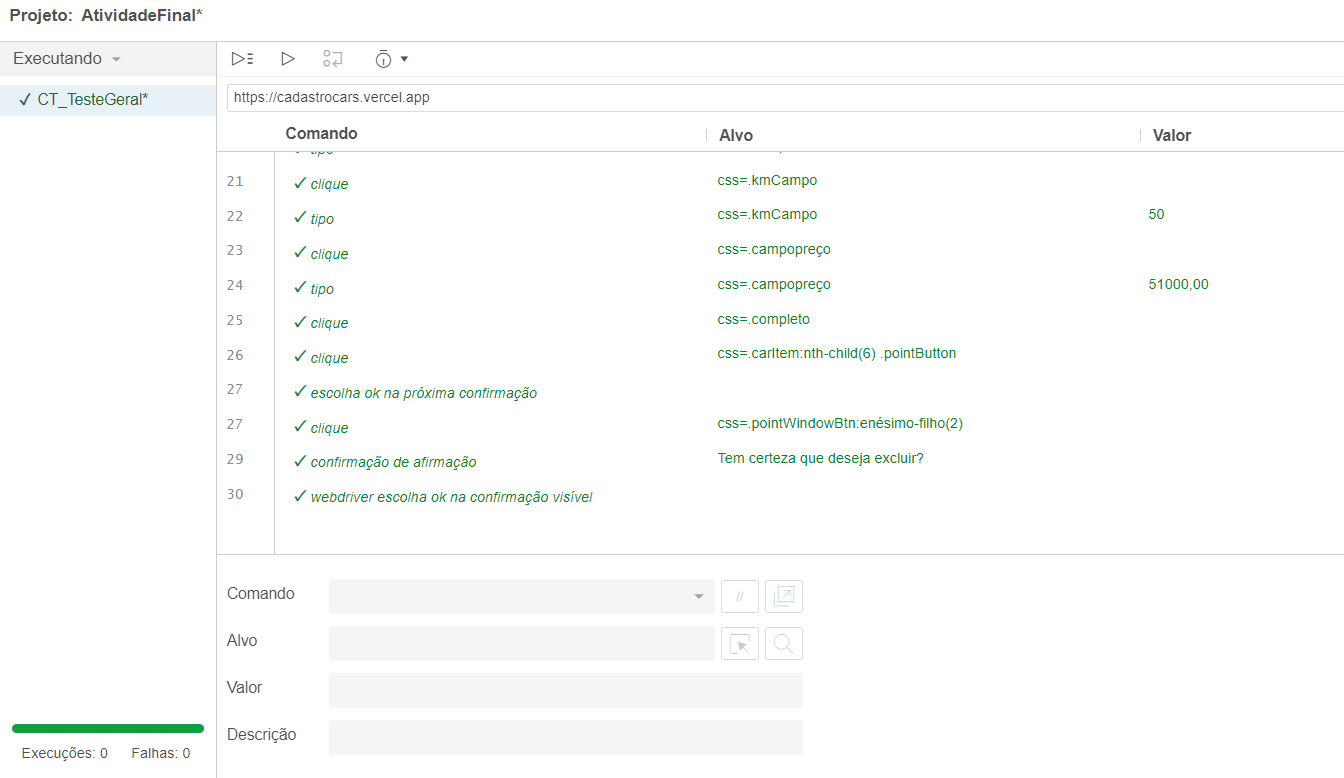 Projeto: AtividadeFinal*
Executando
✓ CT_TesteGeral*
https://cadastrocars.vercel.app
Comando Alvo Valor
tipo
21 ✓ clique css=.kmCampo
22 ✓ tipo css=.kmCampo 50
23 ✓ clique css=.campopreço
24 ✓ tipo css=.campopreço 51000,00
25 ✓ clique css=.completo
26 ✓ clique css=.carItem:nth-child(6) .pointButton
27 ✓ escolha ok na próxima confirmação
27 ✓ clique css=.pointWindowBtn:enésimo-filho(2)
29 ✓ confirmação de afirmação Tem certeza que deseja excluir?
30 ✓ webdriver escolha ok na confirmação visível
Comando
//
Alvo
Valor
Descrição
Execuções: 0 Falhas: 0